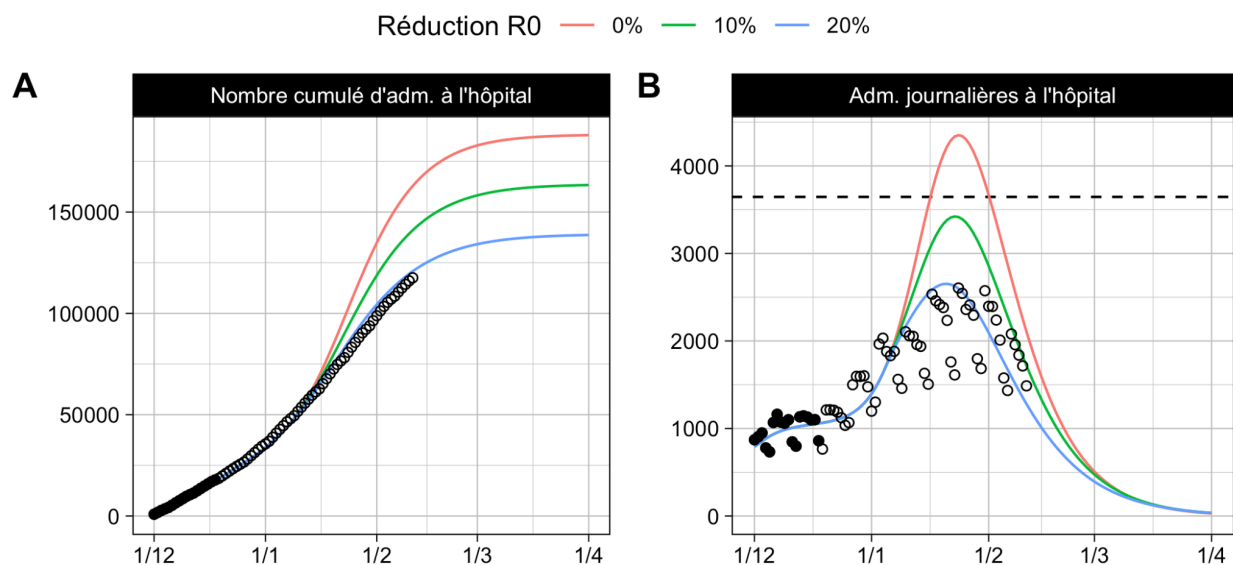 Réduction R0 0% 10% 20%
A
Nombre cumulé d'adm. à l'hôpital
150000
100000
50000
0
1/12 1/1 1/2 1/3 1/4
B
Adm. journalières à l'hôpital
4000
3000
2000
1000
0
1/12 1/1 1/2 1/3 1/4